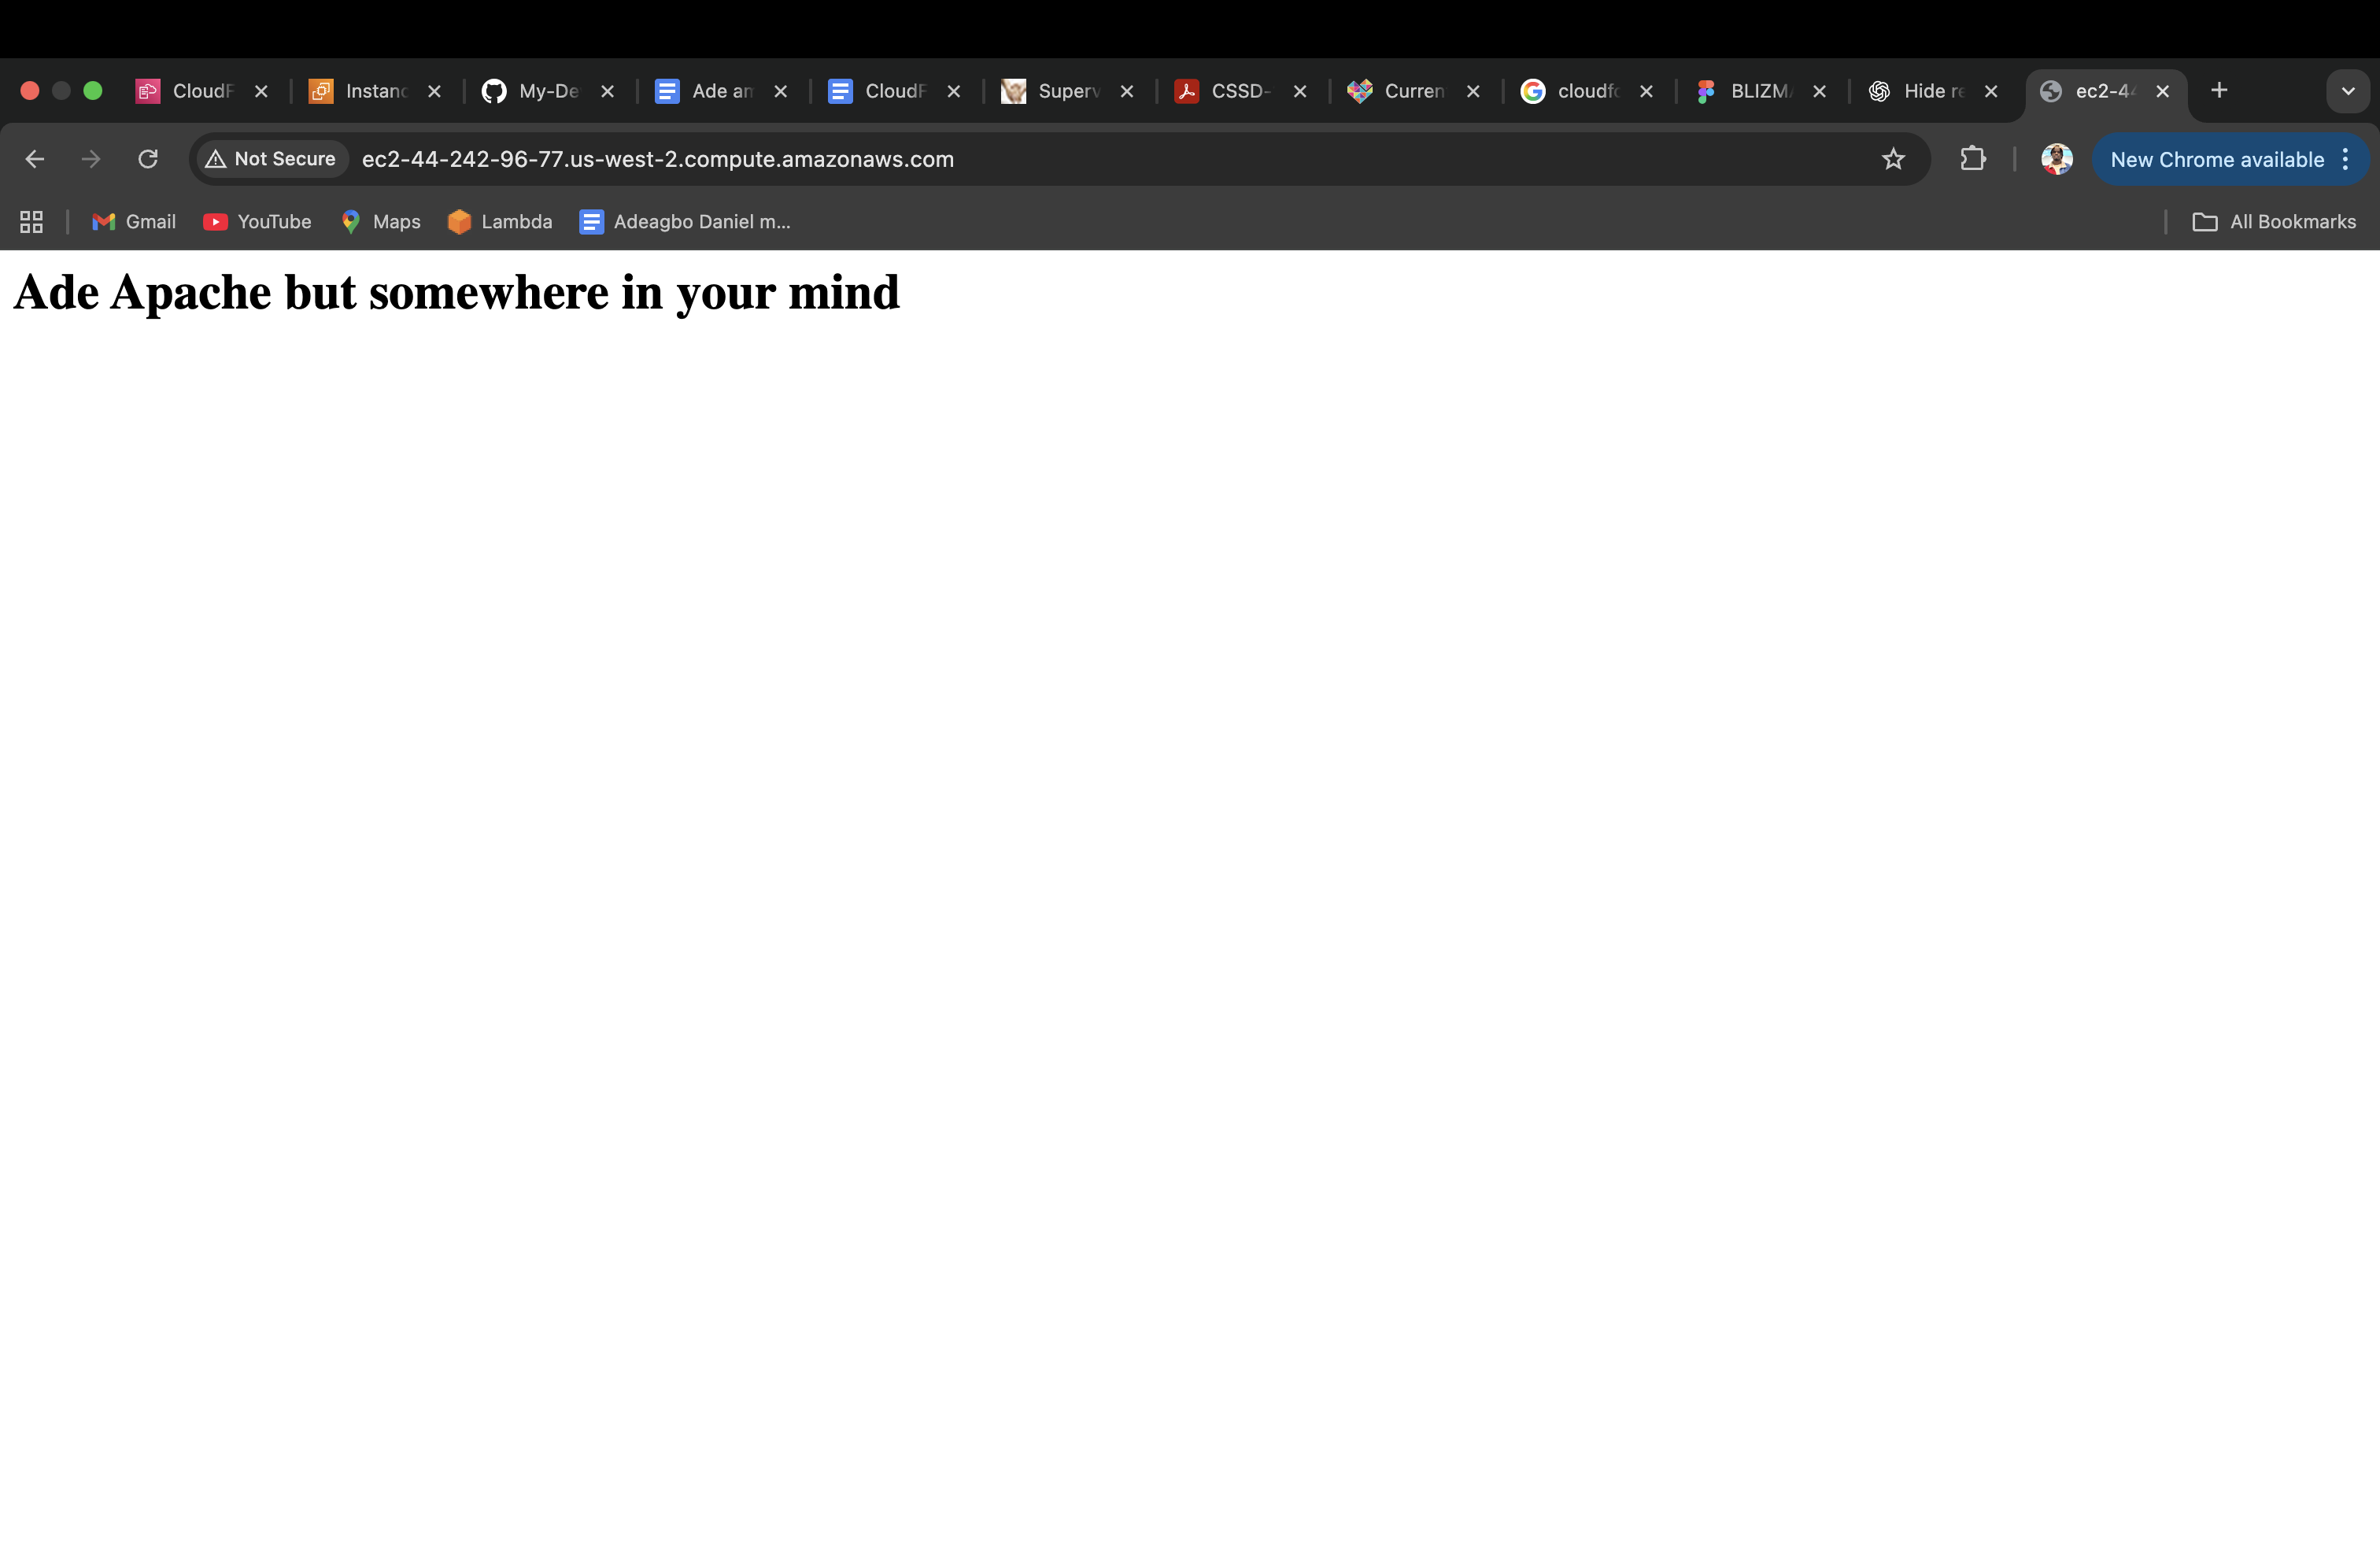 CloudF
Instanc
My-De
Ade an
CloudF
Superv
CSSD-
Curren
cloudfo
BLIZM
Hide re
ec2-44
Not Secure
ec2-44-242-96-77.us-west-2.compute.amazonaws.com
New Chrome available
Gmail
YouTube
Maps
Lambda
Adeagbo Daniel m...
All Bookmarks
Ade Apache but somewhere in your mind